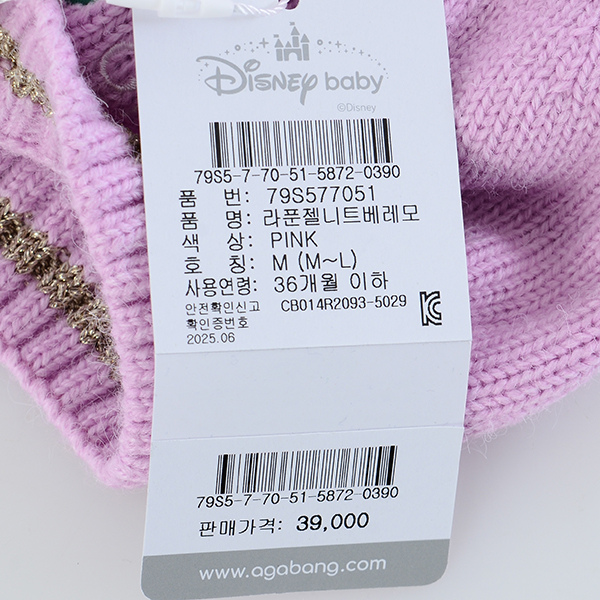 Disney baby
©Disney
79S5-7-70-51-5872-0390
품 번: 79S577051
품 명: 라푼젤니트베레모
색 상: PINK
호 칭: M (M~L)
사용연령: 36개월 이하
안전확인신고 CB014R2093-5029
확인증번호
2025.06
79S5-7-70-51-5872-0390
판매가격: 39,000
www.agabang.com